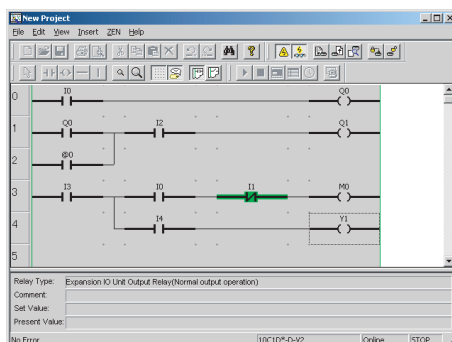 New Project
File Edit View Insert ZEN Help
0 I0 Q0
1 Q0 I2 Q1
2 @0
3 I3 I0 I1 M0
4 I4 Y1
5
Relay Type: Expansion IO Unit Output Relay(Normal output operation)
Comment:
Set Value:
Present Value:
No Error 10C1D*-D-V2 Online STOP